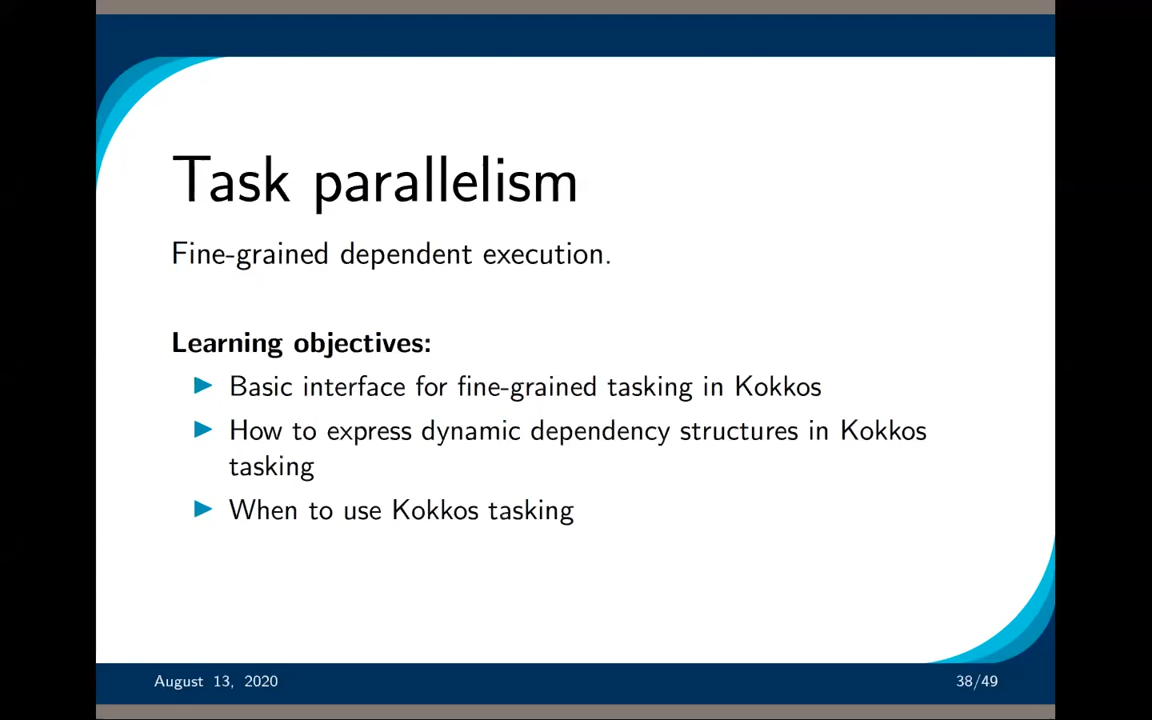 Task parallelism
Fine-grained dependent execution.
Learning objectives:
Basic interface for fine-grained tasking in Kokkos
How to express dynamic dependency structures in Kokkos
tasking
When to use Kokkos tasking
August 13, 2020
38/49